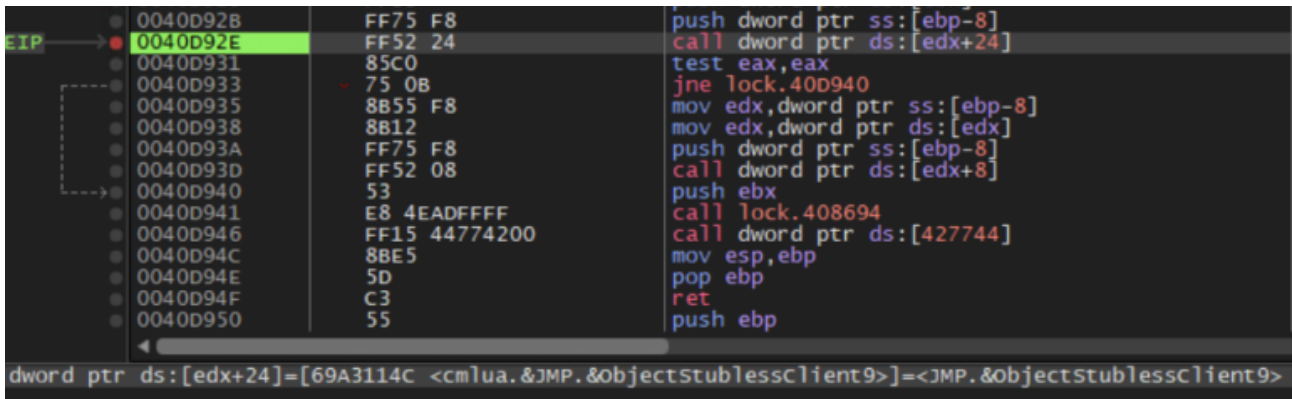 0040D92B FF75 F8 push dword ptr ss:[ebp-8]
EIP 0040D92E FF52 24 call dword ptr ds:[edx+24]
0040D931 85C0 test eax,eax
0040D933 75 0B jne lock.40D940
0040D935 8B55 F8 mov edx,dword ptr ss:[ebp-8]
0040D938 8B12 mov edx,dword ptr ds:[edx]
0040D93A FF75 F8 push dword ptr ss:[ebp-8]
0040D93D FF52 08 call dword ptr ds:[edx+8]
0040D940 53 push ebx
0040D941 E8 4EADFFFF call lock.408694
0040D946 FF15 44774200 call dword ptr ds:[427744]
0040D94C 8BE5 mov esp,ebp
0040D94E 5D pop ebp
0040D94F C3 ret
0040D950 55 push ebp
dword ptr ds:[edx+24]=[69A3114C <cmlua.&JMP.&ObjectStublessClient9>]=<JMP.&ObjectStublessClient9>